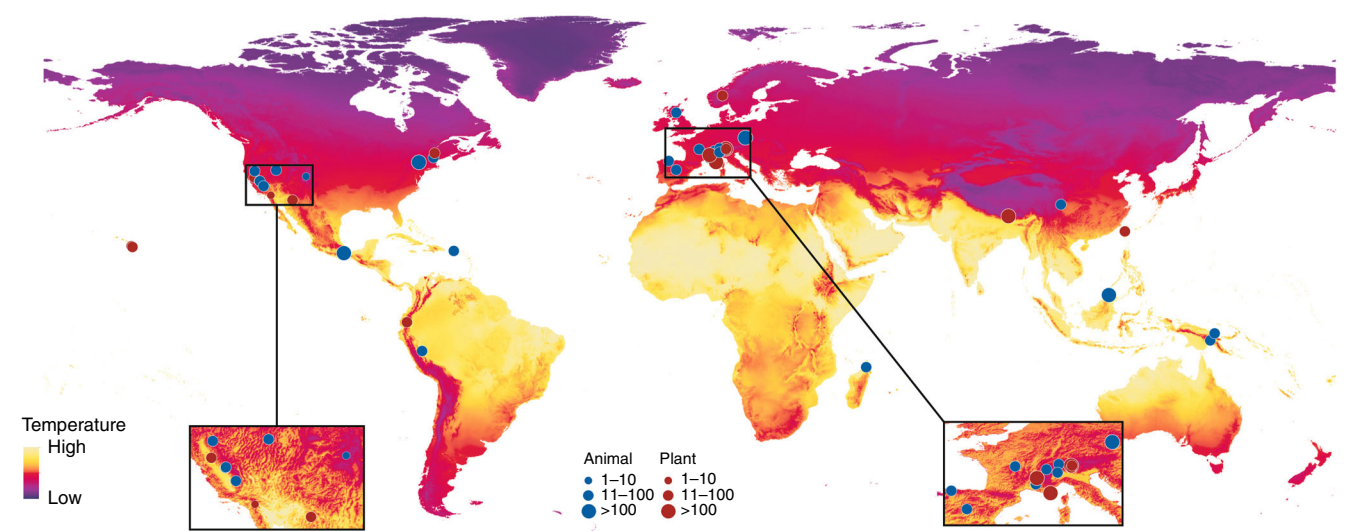 Temperature
High
Low
Animal Plant
1–10 1–10
11–100 11–100
>100 >100